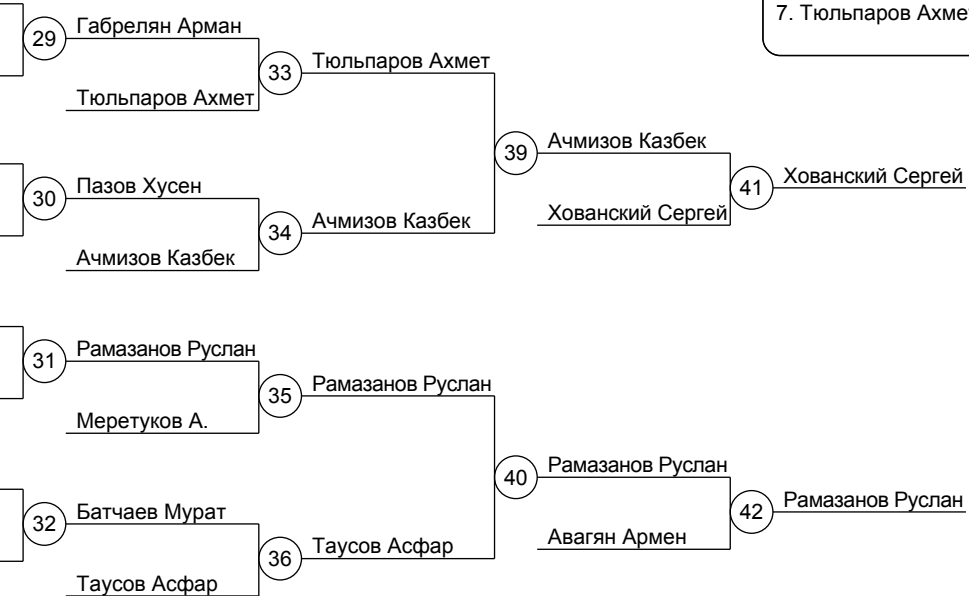 7. Тюльпаров Ахмет
29
Габрелян Арман
Тюльпаров Ахмет
33
Тюльпаров Ахмет
30
Пазов Хусен
Ачмизов Казбек
34
Ачмизов Казбек
39
Ачмизов Казбек
Хованский Сергей
41
Хованский Сергей
31
Рамазанов Руслан
Меретуков А.
35
Рамазанов Руслан
32
Батчаев Мурат
Таусов Асфар
36
Таусов Асфар
40
Рамазанов Руслан
Авагян Армен
42
Рамазанов Руслан